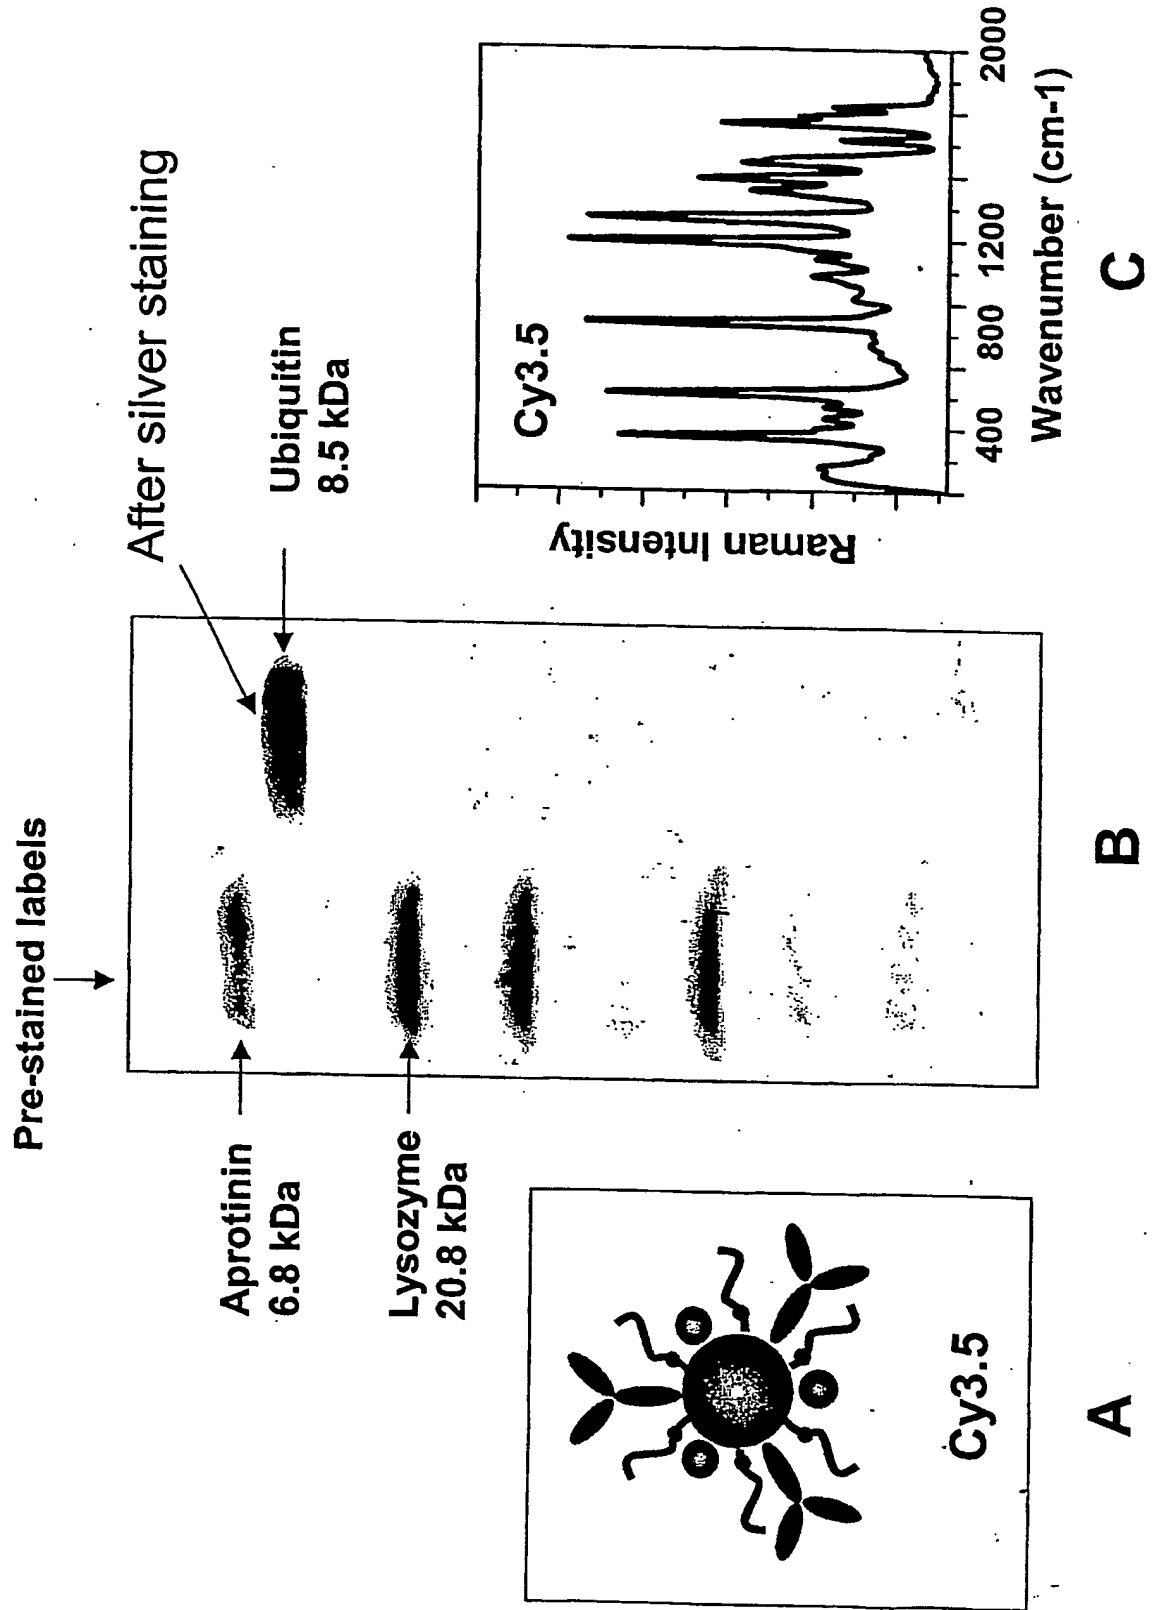 Cy3.5
A
Pre-stained labels
Aprotinin
6.8 kDa
Lysozyme
20.8 kDa
After silver staining
Ubiquitin
8.5 kDa
B
Cy3.5
Raman Intensity
400
800
1200
2000
Wavenumber (cm-1)
C